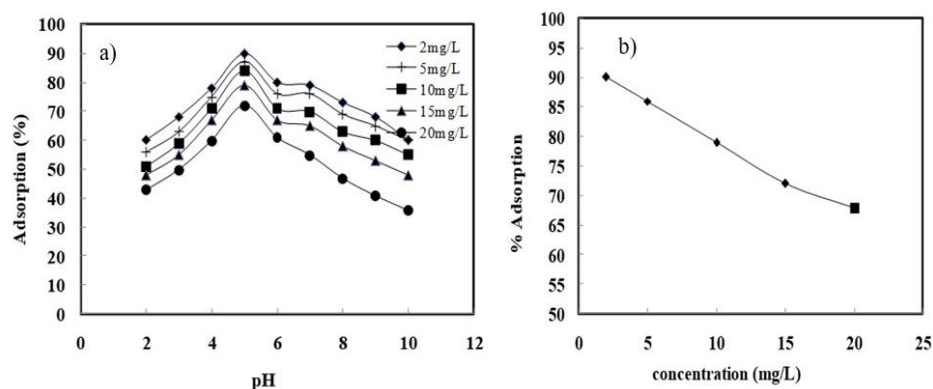 a)
Adsorption (%)
100
90
80
70
60
50
40
30
20
10
0
0 2 4 6 8 10 12
pH
2mg/L
5mg/L
10mg/L
15mg/L
20mg/L
b)
% Adsorption
100
95
90
85
80
75
70
65
60
55
50
0 5 10 15 20 25
concentration (mg/L)